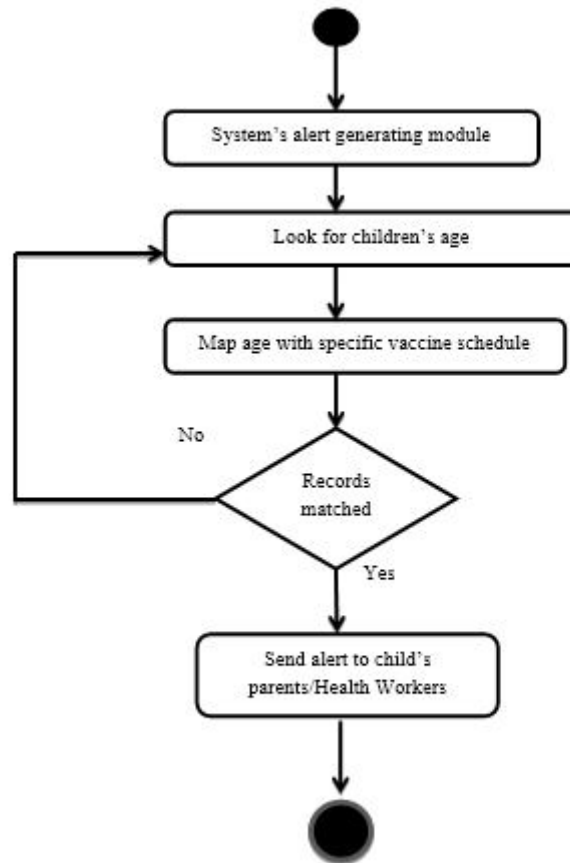 System’s alert generating module
Look for children’s age
Map age with specific vaccine schedule
No
Records
matched
Yes
Send alert to child’s
parents/Health Workers